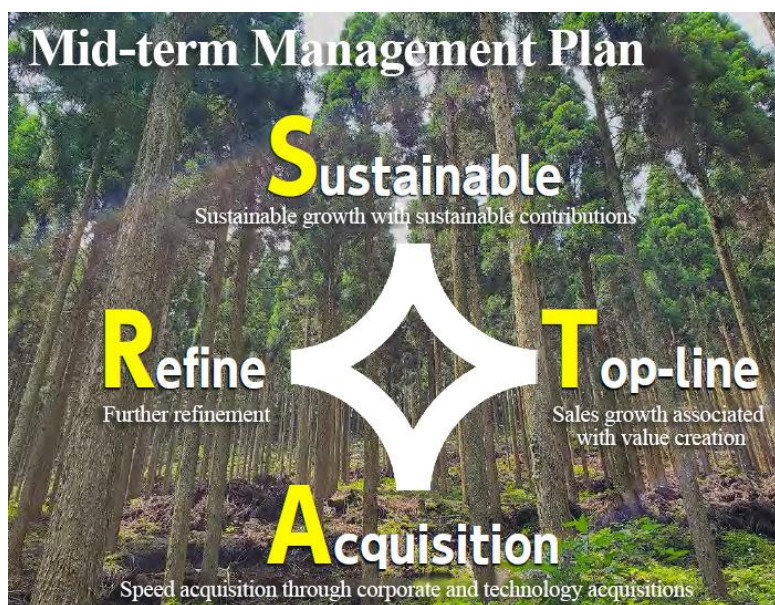 Mid-term Management Plan
Sustainable
Sustainable growth with sustainable contributions
Refine
Further refinement
Top-line
Sales growth associated
with value creation
Acquisition
Speed acquisition through corporate and technology acquisitions